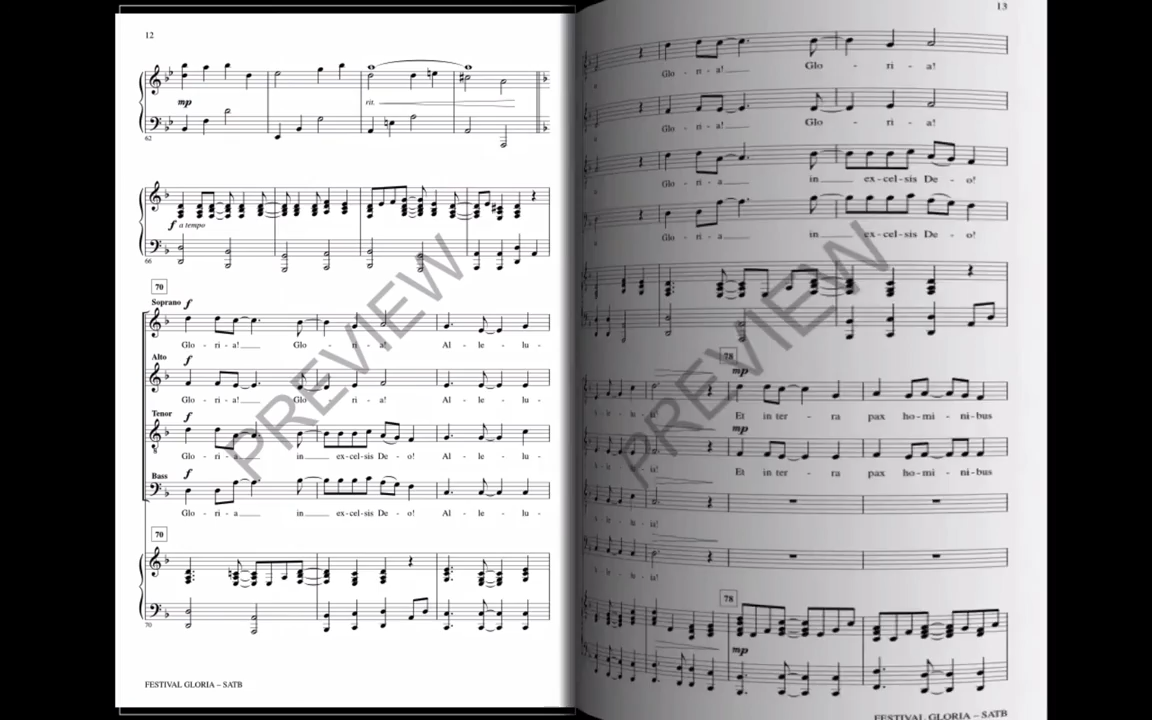 12
mp
rit.
62
f a tempo
66
70
Soprano f
Glo - ri - a! Glo - ri - a! Al - le - lu -
Alto f
Glo - ri - a! Glo - ri - a! Al - le - lu -
Tenor f
Glo - ri - a in ex - cel - sis De - o! Al - le - lu -
Bass f
Glo - ri - a in ex - cel - sis De - o! Al - le - lu -
70
70
FESTIVAL GLORIA – SATB
PREVIEW
13
Glo - ri - a! Glo - ri - a!
Glo - ri - a! Glo - ri - a!
Glo - ri - a in ex - cel - sis De - o!
Glo - ri - a in ex - cel - sis De - o!
78
mp
Et in ter - ra pax ho - mi - ni - bus
mp
Et in ter - ra pax ho - mi - ni - bus
78
mp
FESTIVAL GLORIA – SATB
PREVIEW